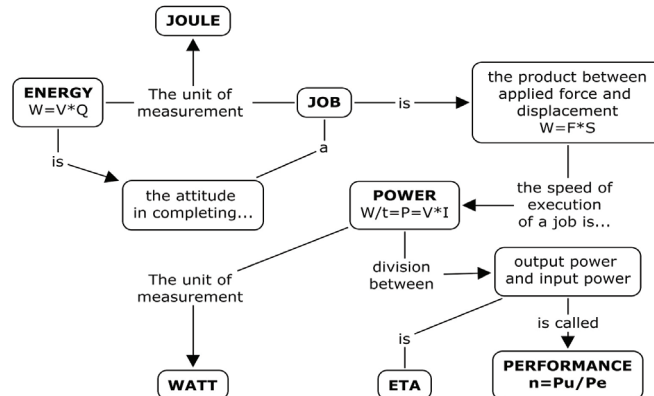 JOULE
ENERGY
W=V*Q
The unit of
measurement
JOB
is
the product between
applied force and
displacement
W=F*S
is
a
the attitude
in completing...
POWER
W/t=P=V*I
the speed of
execution
of a job is...
The unit of
measurement
division
between
output power
and input power
is
is called
WATT
ETA
PERFORMANCE
n=Pu/Pe